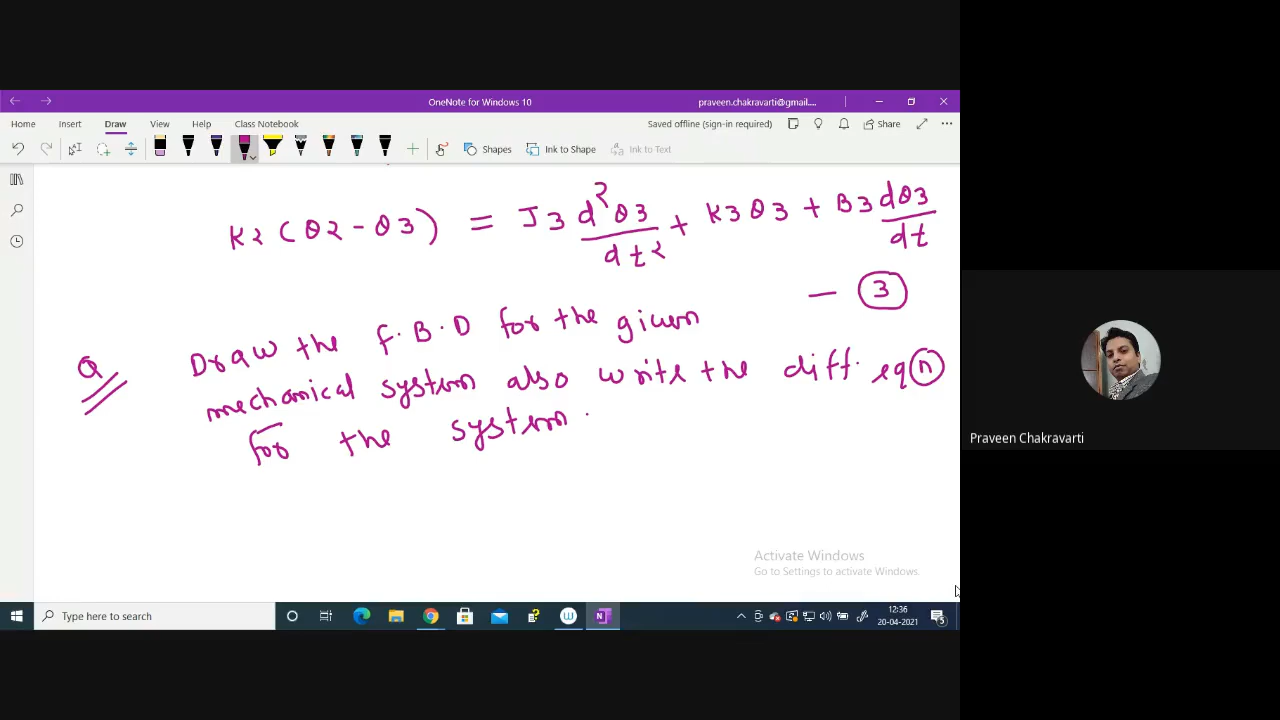 OneNote for Windows 10
praveen.chakravarti@gmail....
Home Insert Draw View Help Class Notebook
Saved offline (sign-in required) Share
Shapes Ink to Shape Ink to Text
K2 (θ2 - θ3) = J3 d²θ3/dt² + K3 θ3 + B3 dθ3/dt
— 3
Q Draw the F.B.D for the given
mechanical system also write the diff. eq n
for the system.
Activate Windows
Go to Settings to activate Windows.
Praveen Chakravarti
Type here to search
12:36
20-04-2021
5